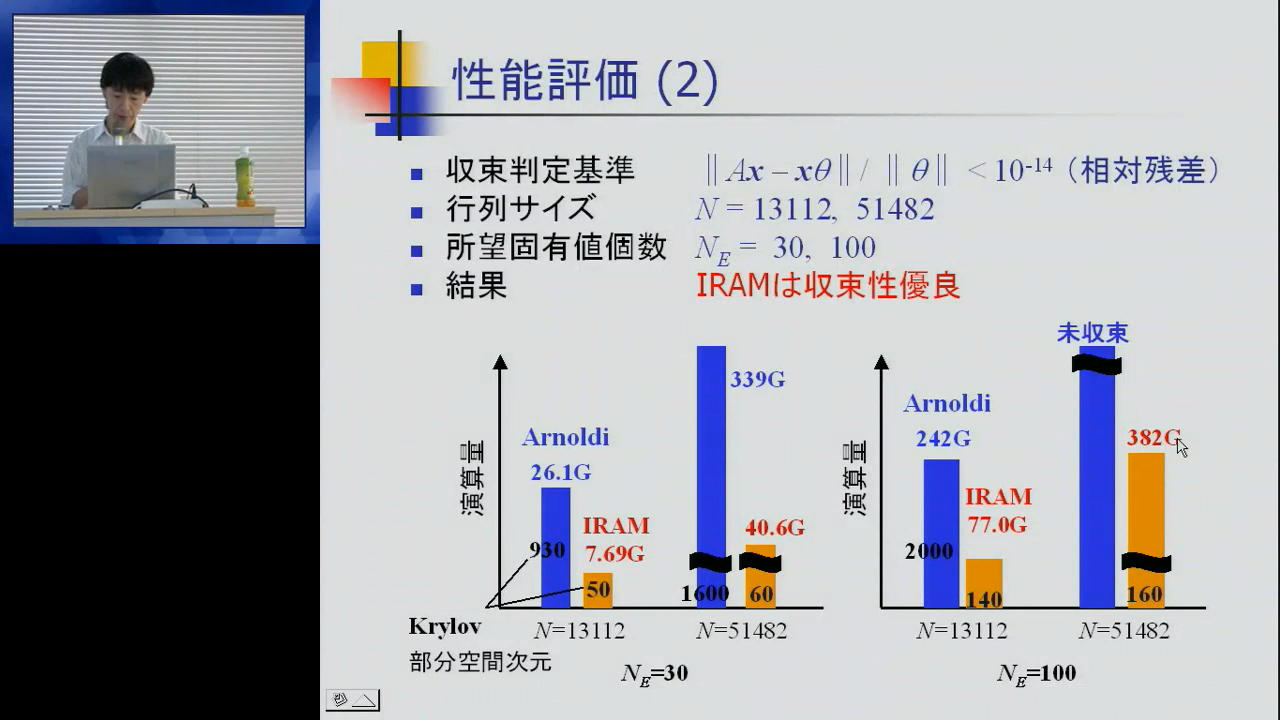 性能評価 (2)
収束判定基準 ‖Ax – xθ‖ / ‖θ‖ < 10⁻¹⁴ (相対残差)
行列サイズ N = 13112, 51482
所望固有値個数 N_E = 30, 100
結果 IRAMは収束性優良
演算量
Arnoldi
26.1G
930
IRAM
7.69G
50
339G
1600
40.6G
60
Krylov
部分空間次元
N=13112
N=51482
N_E=30
演算量
Arnoldi
242G
2000
IRAM
77.0G
140
未収束
382G
160
N=13112
N=51482
N_E=100